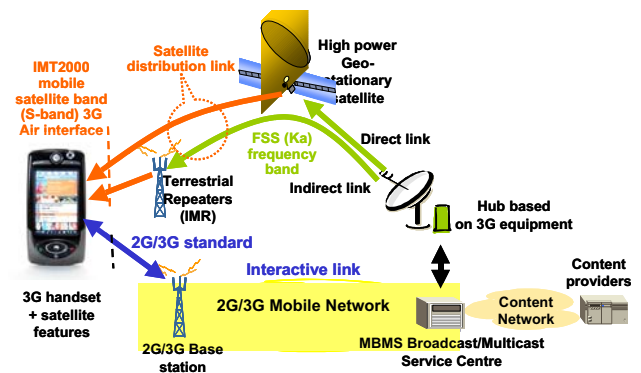 Satellite
distribution link
High power
Geo-
stationary
satellite
IMT2000
mobile
satellite band
(S-band) 3G
Air interface
FSS (Ka)
frequency
band
Direct link
Indirect link
Terrestrial
Repeaters
(IMR)
Hub based
on 3G equipment
2G/3G standard
Interactive link
Content
providers
3G handset
+ satellite
features
2G/3G Mobile Network
Content
Network
2G/3G Base
station
MBMS Broadcast/Multicast
Service Centre